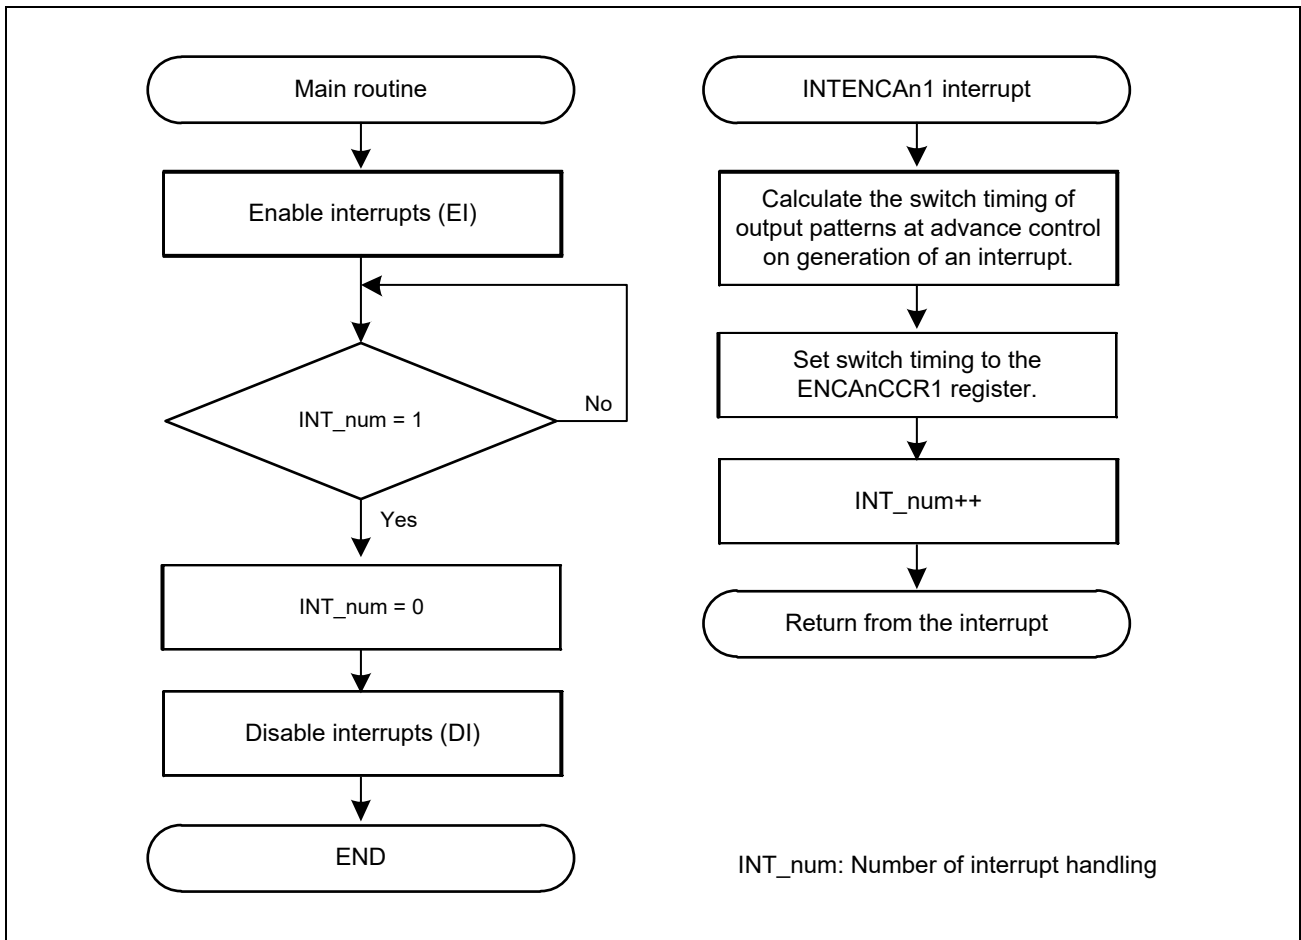 Main routine
Enable interrupts (EI)
INT_num = 1
No
Yes
INT_num = 0
Disable interrupts (DI)
END
INTENCAn1 interrupt
Calculate the switch timing of
output patterns at advance control
on generation of an interrupt.
Set switch timing to the
ENCAnCCR1 register.
INT_num++
Return from the interrupt
INT_num: Number of interrupt handling